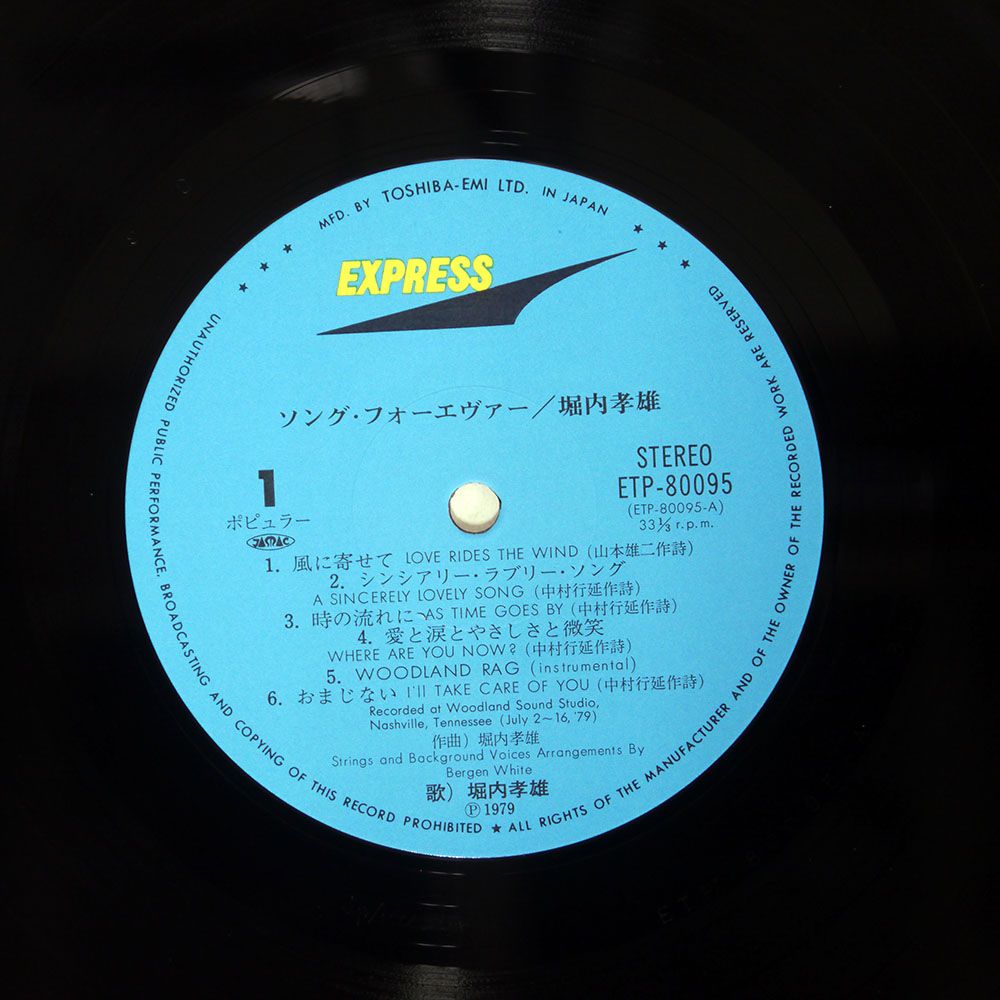 MFD. BY TOSHIBA-EMI LTD. IN JAPAN
EXPRESS
ソング・フォーエヴァー／堀内孝雄
1
ポピュラー
JASRAC
STEREO
ETP-80095
(ETP-80095-A)
33⅓ r.p.m.
1. 風に寄せて LOVE RIDES THE WIND (山本雄二作詩)
2. シンシアリー・ラブリー・ソング
A SINCERELY LOVELY SONG (中村行延作詩)
3. 時の流れに AS TIME GOES BY (中村行延作詩)
4. 愛と涙とやさしさと微笑
WHERE ARE YOU NOW? (中村行延作詩)
5. WOODLAND RAG (instrumental)
6. おまじない I'll TAKE CARE OF YOU (中村行延作詩)
Recorded at Woodland Sound Studio,
Nashville, Tennessee (July 2~16, '79)
作曲) 堀内孝雄
Strings and Background Voices Arrangements By
Bergen White
歌) 堀内孝雄
Ⓟ 1979
UNAUTHORIZED PUBLIC PERFORMANCE, BROADCASTING AND COPYING OF THIS RECORD PROHIBITED ★ ALL RIGHTS OF THE MANUFACTURER AND OF THE OWNER OF THE RECORDED WORK ARE RESERVED